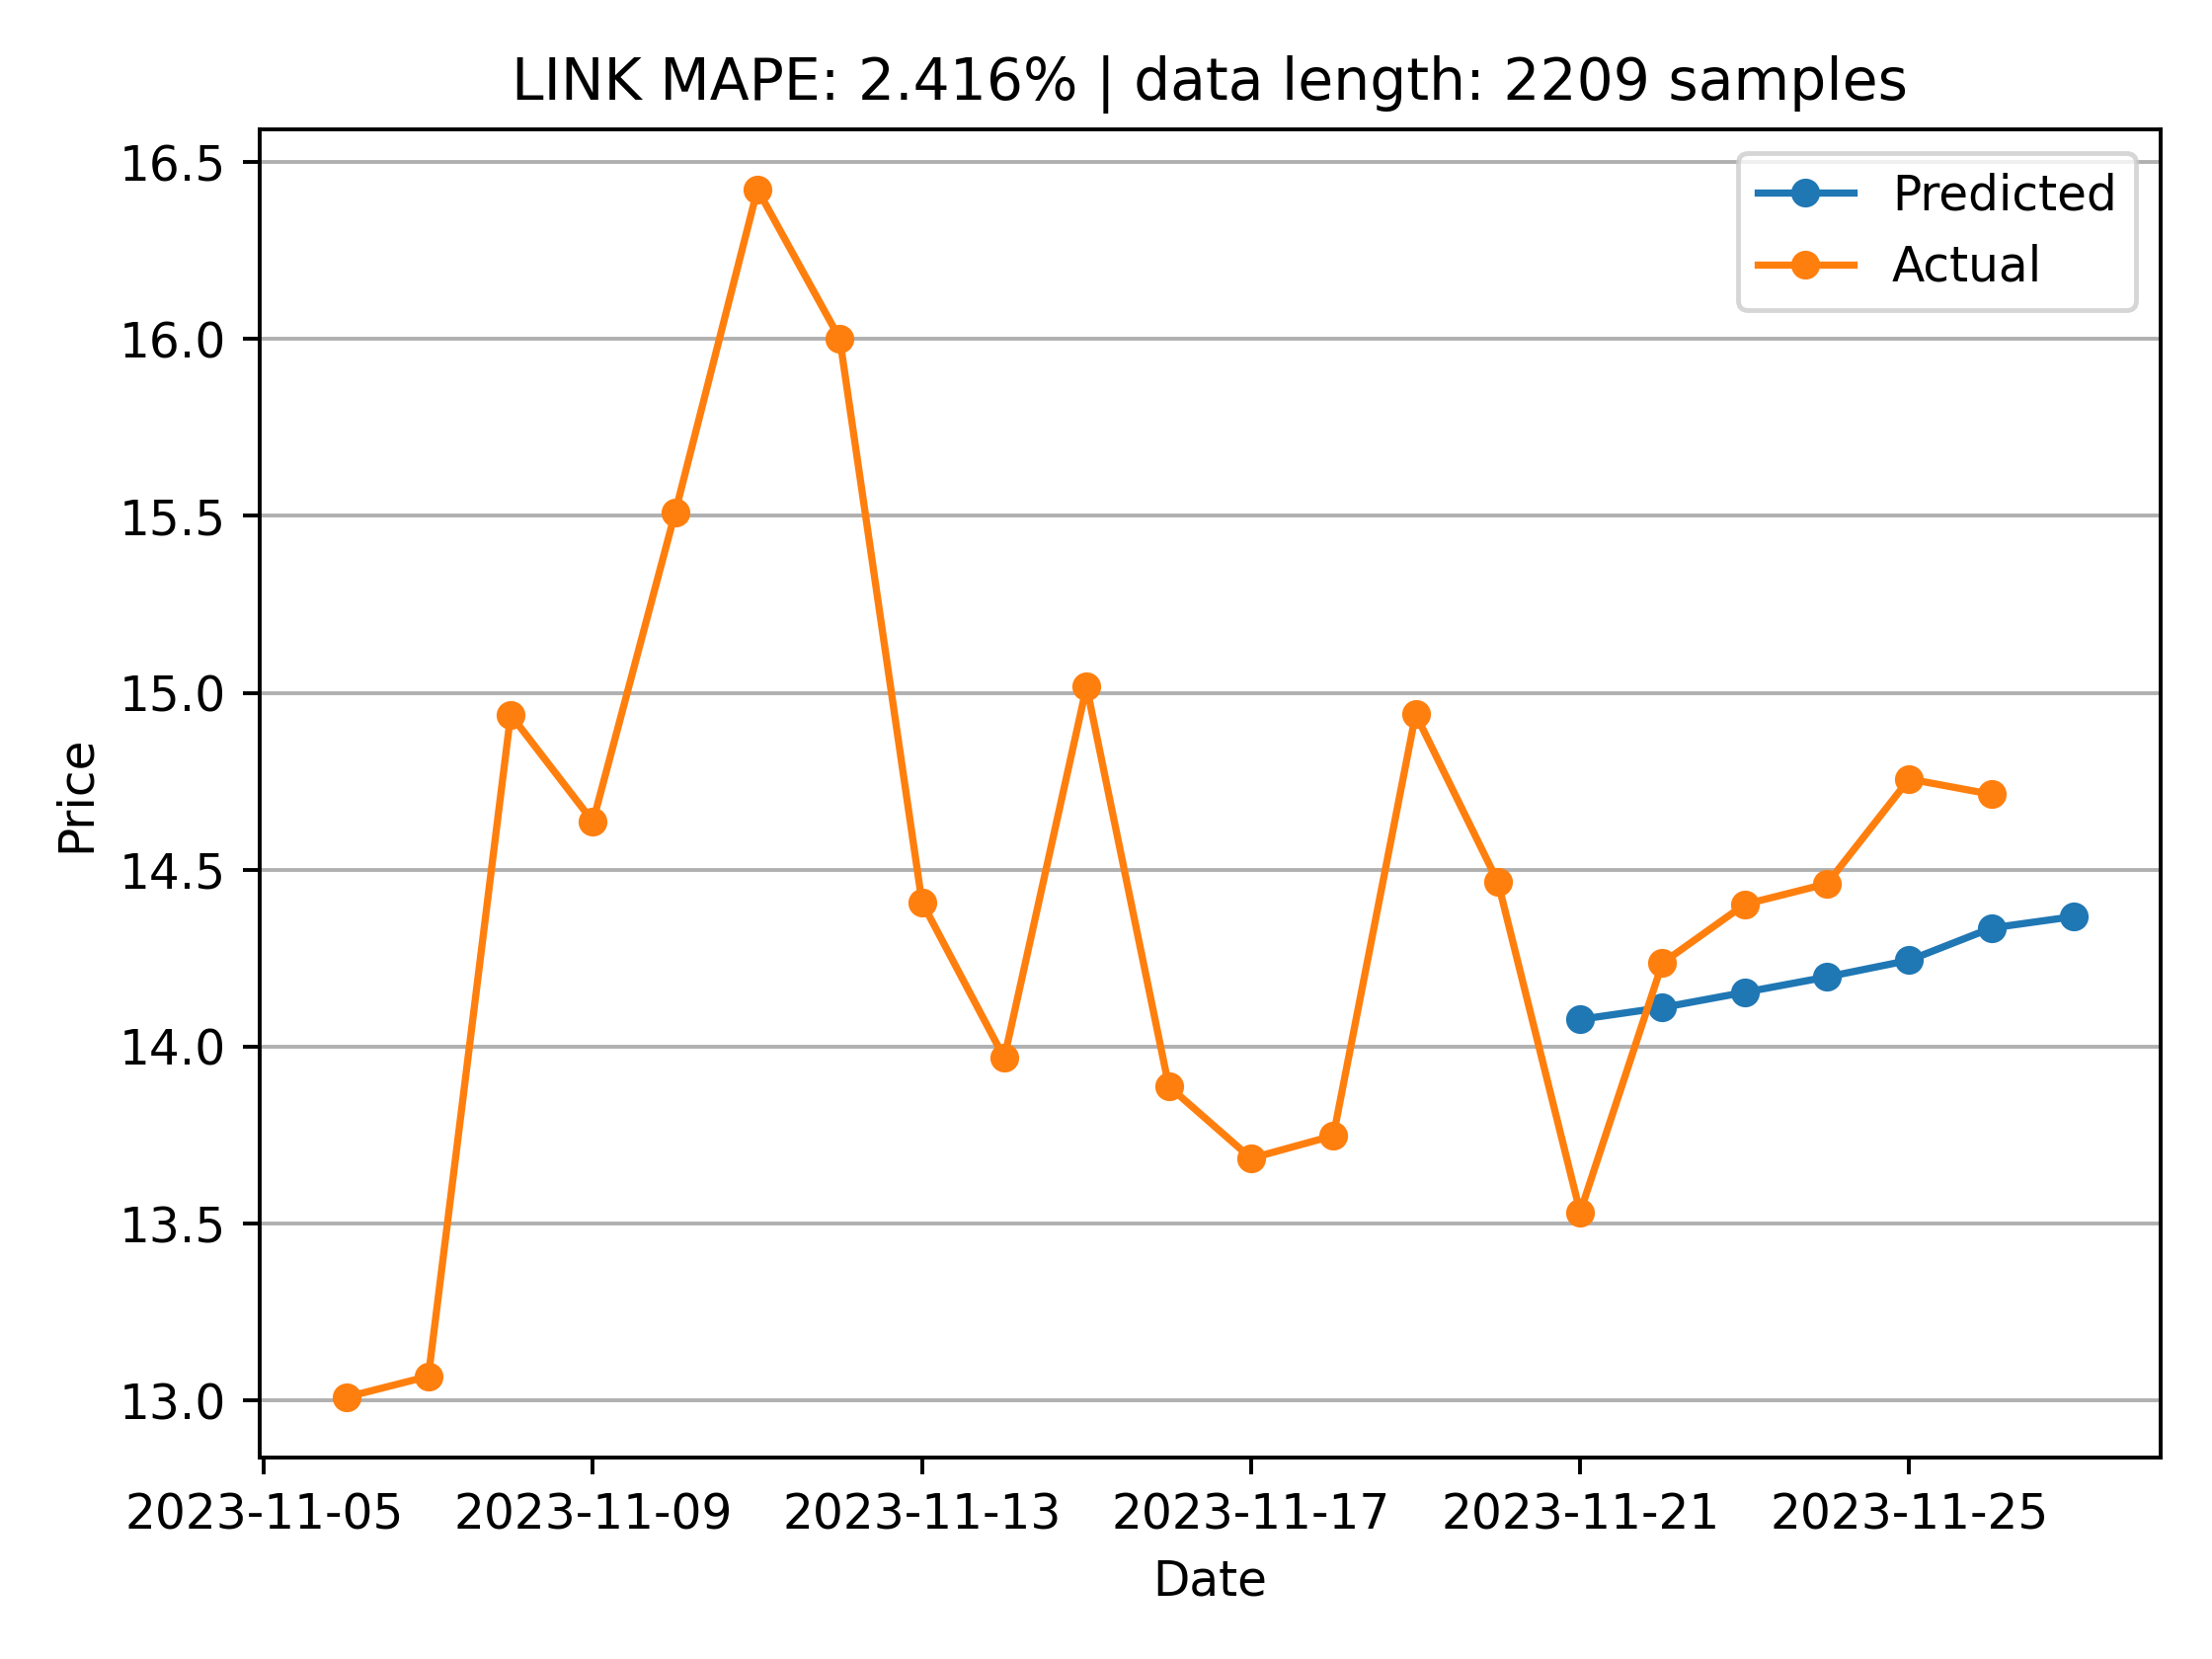 LINK MAPE: 2.416% | data length: 2209 samples
Predicted
Actual
16.5
16.0
15.5
15.0
14.5
14.0
13.5
13.0
Price
2023-11-05 2023-11-09 2023-11-13 2023-11-17 2023-11-21 2023-11-25
Date